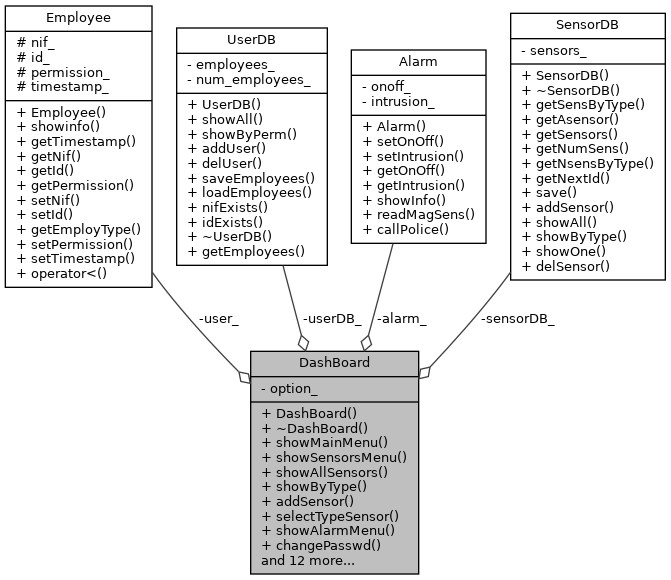 Employee
# nif_
# id_
# permission_
# timestamp_
+ Employee()
+ showinfo()
+ getTimestamp()
+ getNif()
+ getId()
+ getPermission()
+ setNif()
+ setId()
+ getEmployType()
+ setPermission()
+ setTimestamp()
+ operator<()
UserDB
- employees_
- num_employees_
+ UserDB()
+ showAll()
+ showByPerm()
+ addUser()
+ delUser()
+ saveEmployees()
+ loadEmployees()
+ nifExists()
+ idExists()
+ ~UserDB()
+ getEmployees()
Alarm
- onoff_
- intrusion_
+ Alarm()
+ setOnOff()
+ setIntrusion()
+ getOnOff()
+ getIntrusion()
+ showInfo()
+ readMagSens()
+ callPolice()
SensorDB
- sensors_
+ SensorDB()
+ ~SensorDB()
+ getSensByType()
+ getAsensor()
+ getSensors()
+ getNumSens()
+ getNsensByType()
+ getNextId()
+ save()
+ addSensor()
+ showAll()
+ showByType()
+ showOne()
+ delSensor()
-user_
-userDB_
-alarm_
-sensorDB_
DashBoard
- option_
+ DashBoard()
+ ~DashBoard()
+ showMainMenu()
+ showSensorsMenu()
+ showAllSensors()
+ showByType()
+ addSensor()
+ selectTypeSensor()
+ showAlarmMenu()
+ changePasswd()
and 12 more...